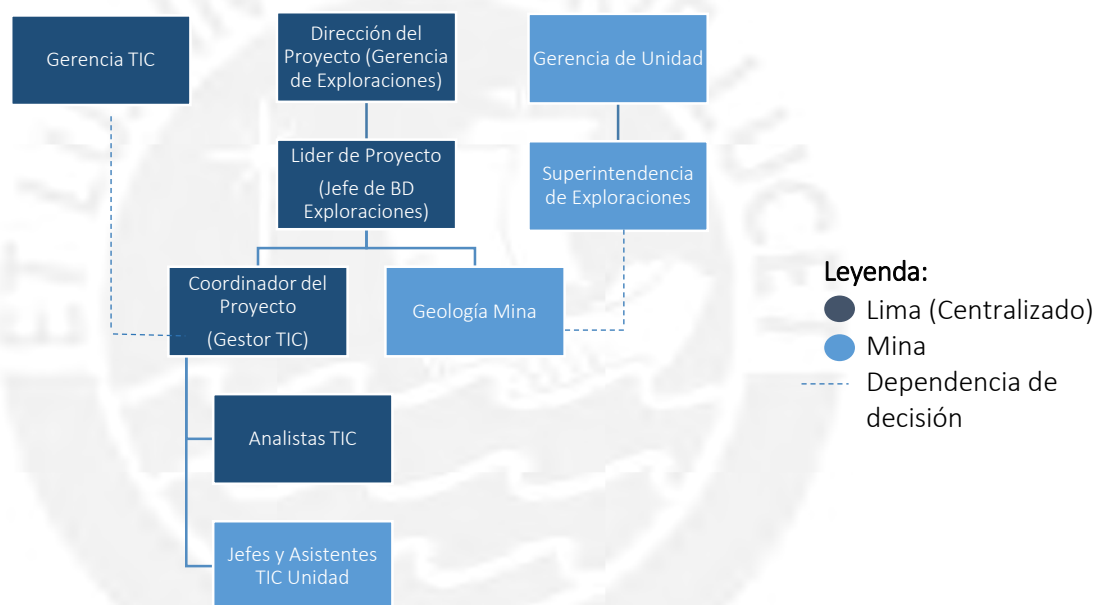 Gerencia TIC
Dirección del
Proyecto (Gerencia
de Exploraciones)
Gerencia de Unidad
Lider de Proyecto
(Jefe de BD
Exploraciones)
Superintendencia
de Exploraciones
Coordinador del
Proyecto
(Gestor TIC)
Geología Mina
Analistas TIC
Jefes y Asistentes
TIC Unidad
Leyenda:
Lima (Centralizado)
Mina
Dependencia de
decisión